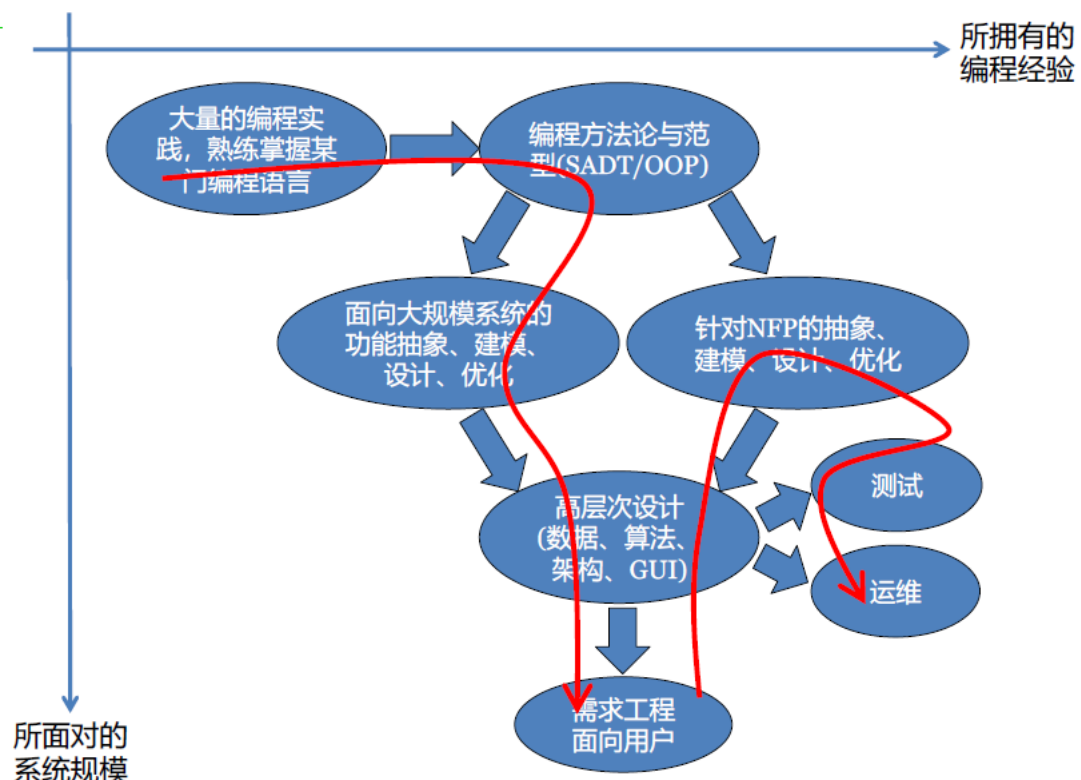 所拥有的
编程经验
大量的编程实
践，熟练掌握某
门编程语言
编程方法论与范
型(SADT/OOP)
面向大规模系统的
功能抽象、建模、
设计、优化
针对NFP的抽象、
建模、设计、优化
高层次设计
(数据、算法、
架构、GUI)
测试
运维
需求工程
面向用户
所面对的
系统规模